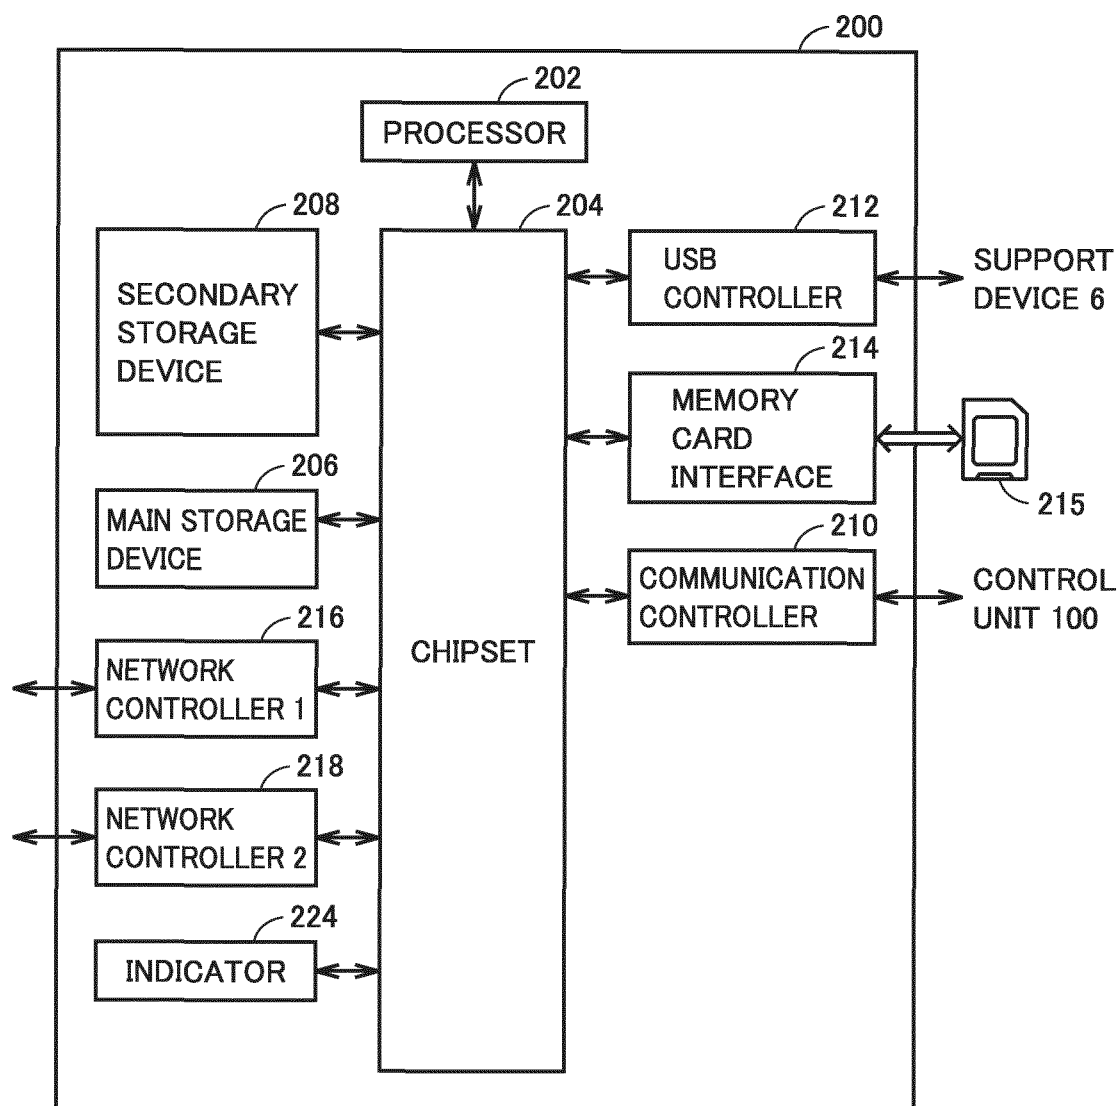 200
202
PROCESSOR
208
SECONDARY
STORAGE
DEVICE
204
CHIPSET
212
USB
CONTROLLER
SUPPORT
DEVICE 6
214
MEMORY
CARD
INTERFACE
215
206
MAIN STORAGE
DEVICE
210
COMMUNICATION
CONTROLLER
CONTROL
UNIT 100
216
NETWORK
CONTROLLER 1
218
NETWORK
CONTROLLER 2
224
INDICATOR